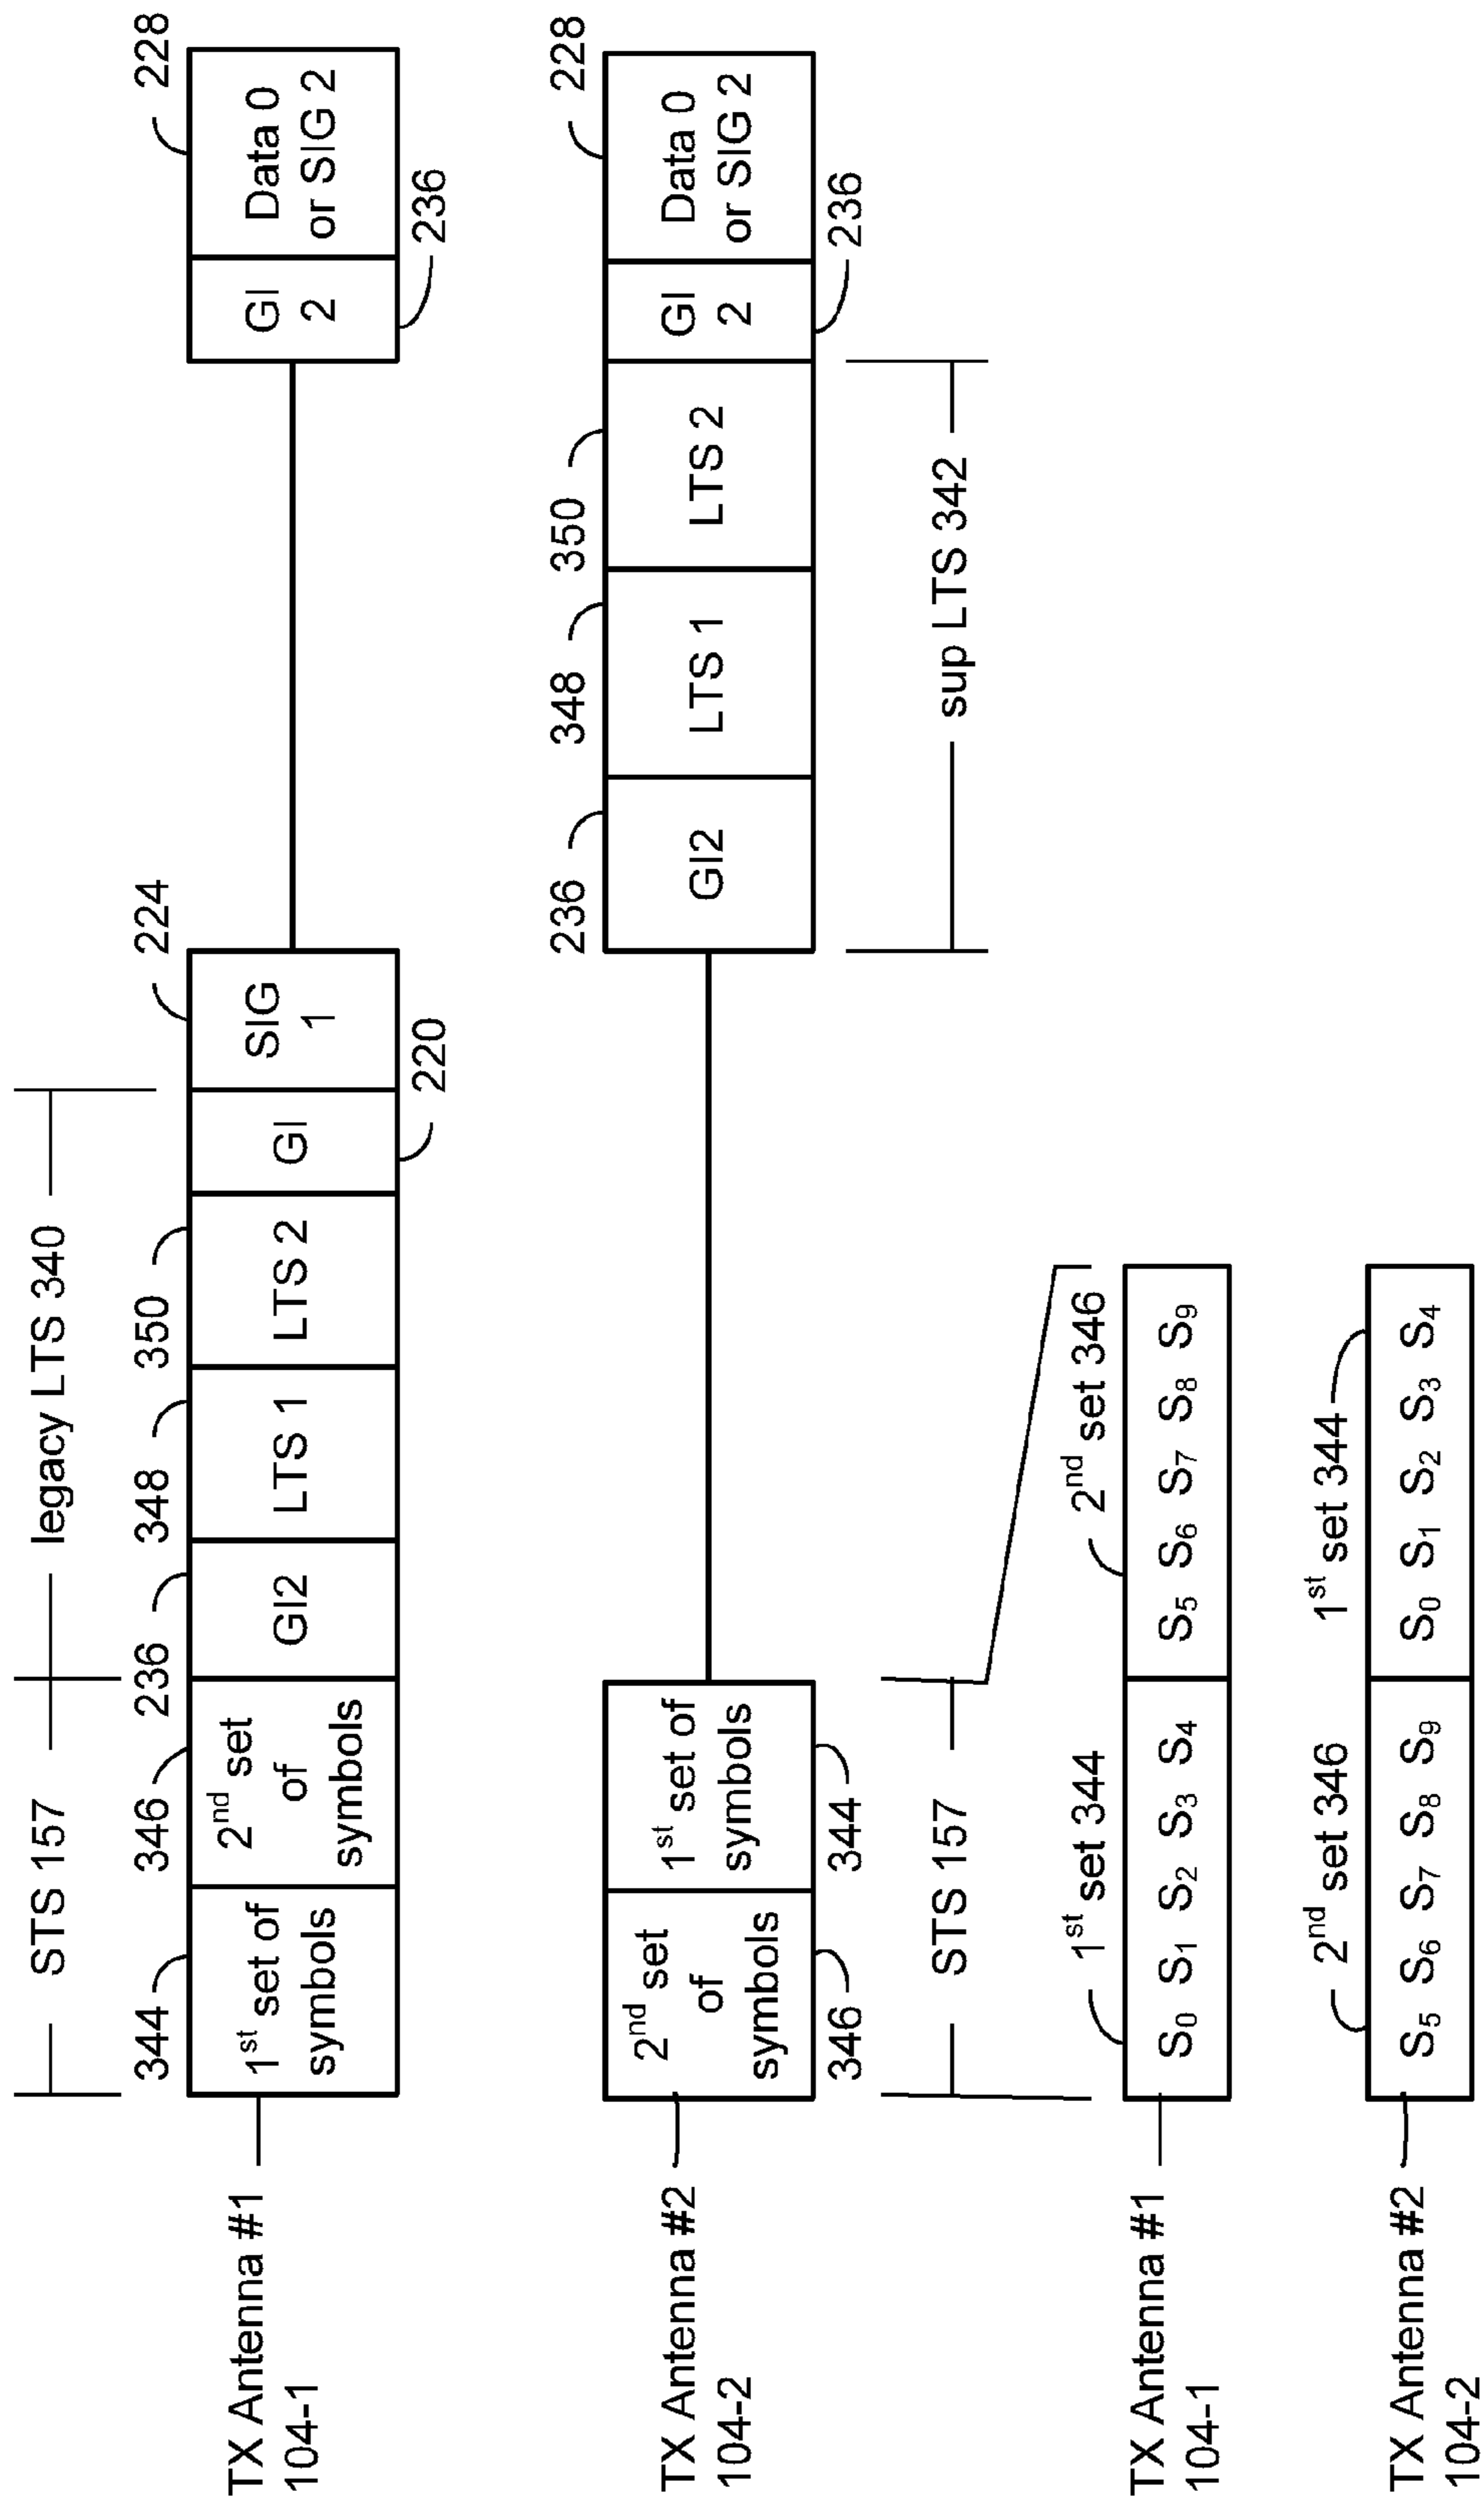 STS 157
legacy LTS 340
344
346
236
348
350
224
228
TX Antenna #1
104-1
1st set of
symbols
2nd set
of
symbols
GI2
LTS 1
LTS 2
GI
SIG
1
GI
2
Data 0
or SIG 2
220
236
236
348
350
228
TX Antenna #2
104-2
2nd set
of
symbols
1st set of
symbols
GI2
LTS 1
LTS 2
GI
2
Data 0
or SIG 2
346
344
236
STS 157
sup LTS 342
1st set 344
2nd set 346
TX Antenna #1
104-1
S0 S1 S2 S3 S4
S5 S6 S7 S8 S9
2nd set 346
1st set 344
TX Antenna #2
104-2
S5 S6 S7 S8 S9
S0 S1 S2 S3 S4